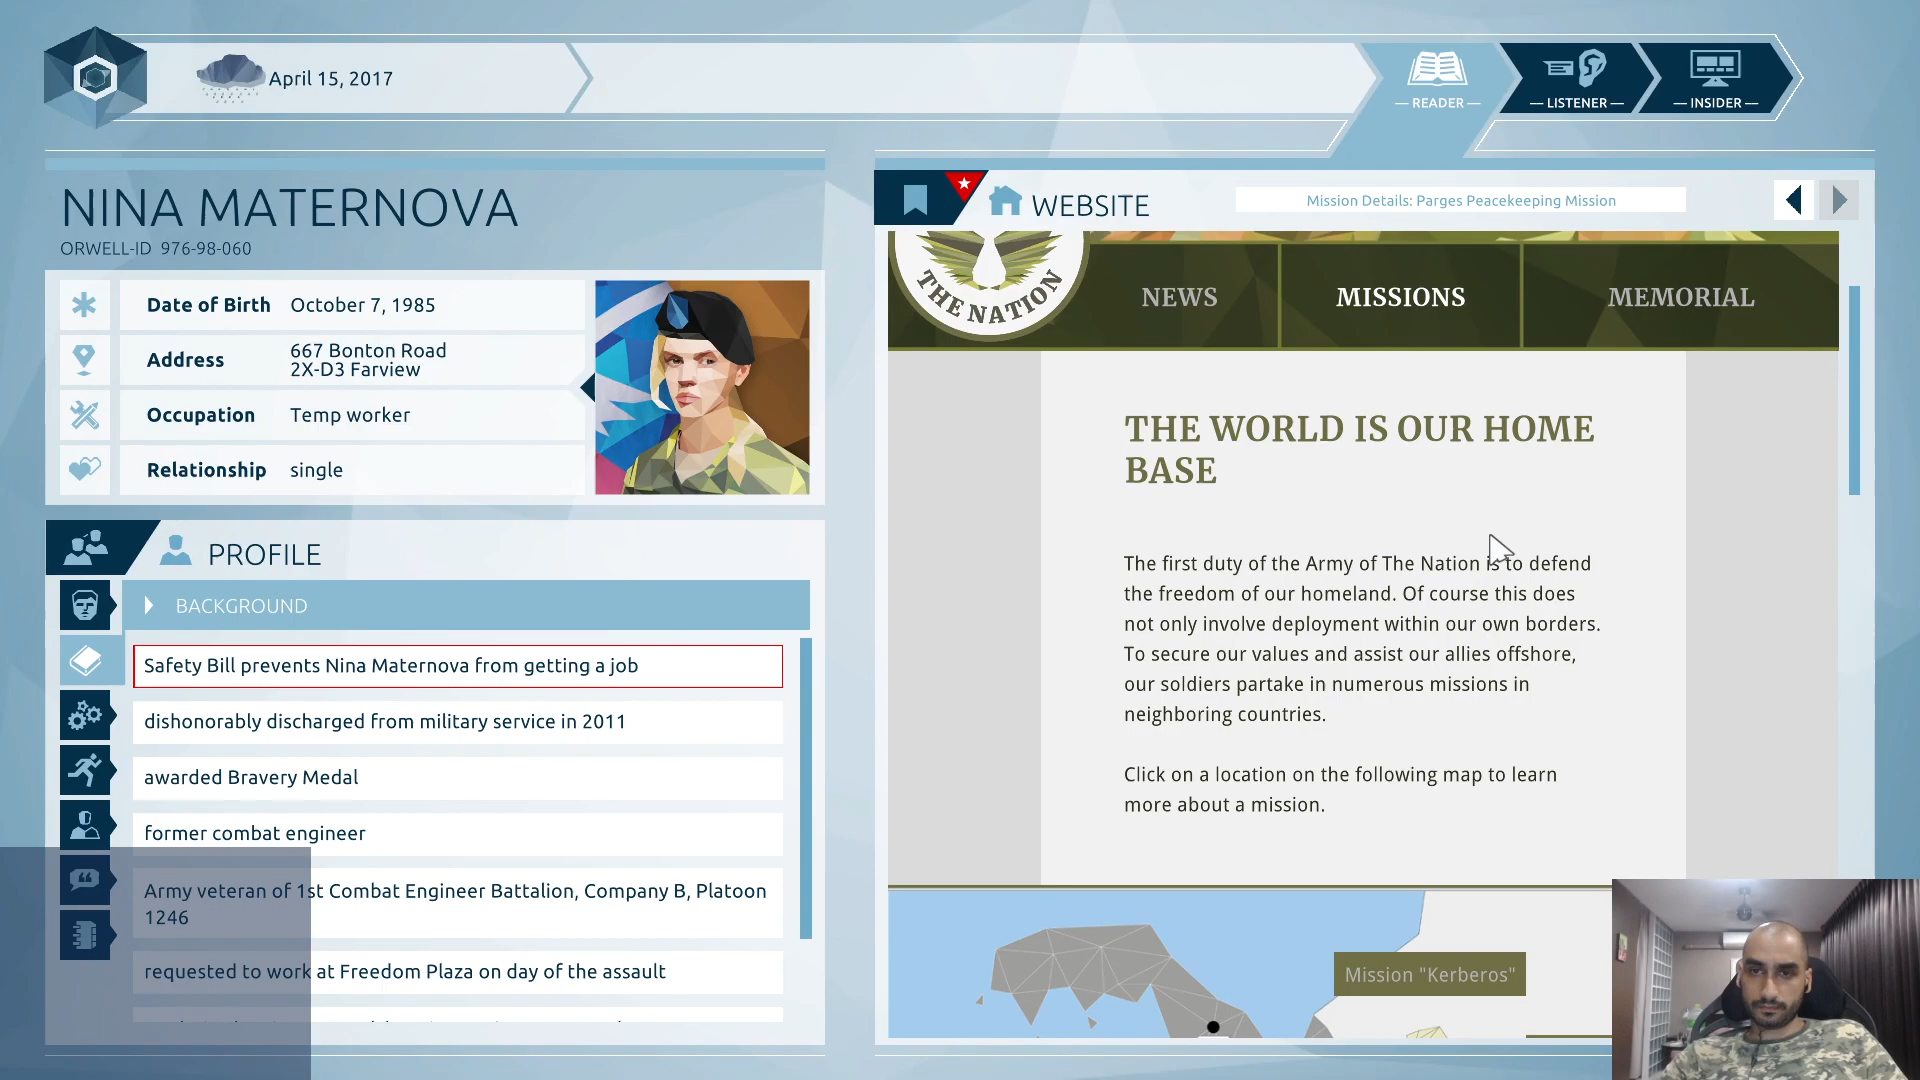 April 15, 2017
— READER —
— LISTENER —
— INSIDER —
NINA MATERNOVA
ORWELL-ID 976-98-060
Date of Birth October 7, 1985
Address 667 Bonton Road
2X-D3 Farview
Occupation Temp worker
Relationship single
PROFILE
BACKGROUND
Safety Bill prevents Nina Maternova from getting a job
dishonorably discharged from military service in 2011
awarded Bravery Medal
former combat engineer
Army veteran of 1st Combat Engineer Battalion, Company B, Platoon
1246
requested to work at Freedom Plaza on day of the assault
WEBSITE
Mission Details: Parges Peacekeeping Mission
THE NATION
NEWS
MISSIONS
MEMORIAL
THE WORLD IS OUR HOME
BASE
The first duty of the Army of The Nation is to defend
the freedom of our homeland. Of course this does
not only involve deployment within our own borders.
To secure our values and assist our allies offshore,
our soldiers partake in numerous missions in
neighboring countries.
Click on a location on the following map to learn
more about a mission.
Mission "Kerberos"